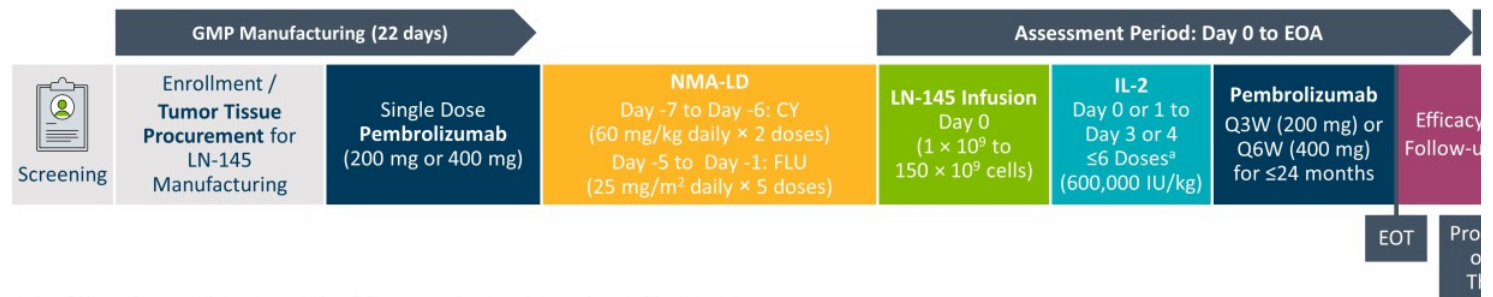 GMP Manufacturing (22 days)
Assessment Period: Day 0 to EOA
Screening
Enrollment /
Tumor Tissue
Procurement for
LN-145
Manufacturing
Single Dose
Pembrolizumab
(200 mg or 400 mg)
NMA-LD
Day -7 to Day -6: CY
(60 mg/kg daily × 2 doses)
Day -5 to Day -1: FLU
(25 mg/m² daily × 5 doses)
LN-145 Infusion
Day 0
(1 × 10⁹ to
150 × 10⁹ cells)
IL-2
Day 0 or 1 to
Day 3 or 4
≤6 Dosesᵃ
(600,000 IU/kg)
Pembrolizumab
Q3W (200 mg) or
Q6W (400 mg)
for ≤24 months
Efficacy
Follow-u
EOT
Pro
o
Th